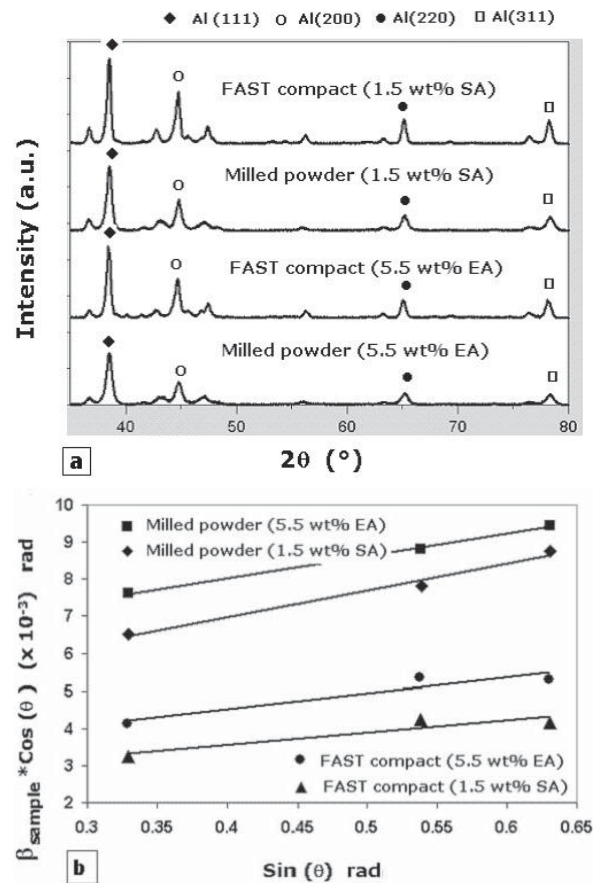 ◆ Al (111) ○ Al(200) ● Al(220) □ Al(311)
FAST compact (1.5 wt% SA)
Milled powder (1.5 wt% SA)
FAST compact (5.5 wt% EA)
Milled powder (5.5 wt% EA)
Intensity (a.u.)
40 50 60 70 80
a
2θ (°)
10
9
8
7
6
5
4
3
2
Milled powder (5.5 wt% EA)
Milled powder (1.5 wt% SA)
FAST compact (5.5 wt% EA)
FAST compact (1.5 wt% SA)
βsample*Cos (θ) (x 10⁻³) rad
0.3 0.35 0.4 0.45 0.5 0.55 0.6 0.65
b
Sin (θ) rad